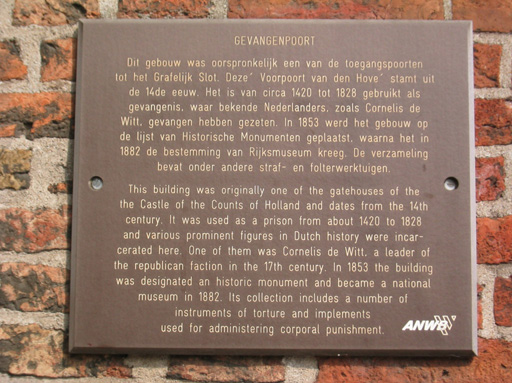 GEVANGENPOORT
Dit gebouw was oorspronkelijk een van de toegangspoorten
tot het Grafelijk Slot. Deze' Voorpoort van den Hove' stamt uit
de 14de eeuw. Het is van circa 1420 tot 1828 gebruikt als
gevangenis, waar bekende Nederlanders, zoals Cornelis de
Witt, gevangen hebben gezeten. In 1853 werd het gebouw op
de lijst van Historische Monumenten geplaatst, waarna het in
1882 de bestemming van Rijksmuseum kreeg. De verzameling
bevat onder andere straf- en folterwerktuigen.
This building was originally one of the gatehouses of the
the Castle of the Counts of Holland and dates from the 14th
century. It was used as a prison from about 1420 to 1828
and various prominent figures in Dutch history were incar-
cerated here. One of them was Cornelis de Witt, a leader of
the republican faction in the 17th century. In 1853 the building
was designated an historic monument and became a national
museum in 1882. Its collection includes a number of
instruments of torture and implements
used for administering corporal punishment.
ANWB